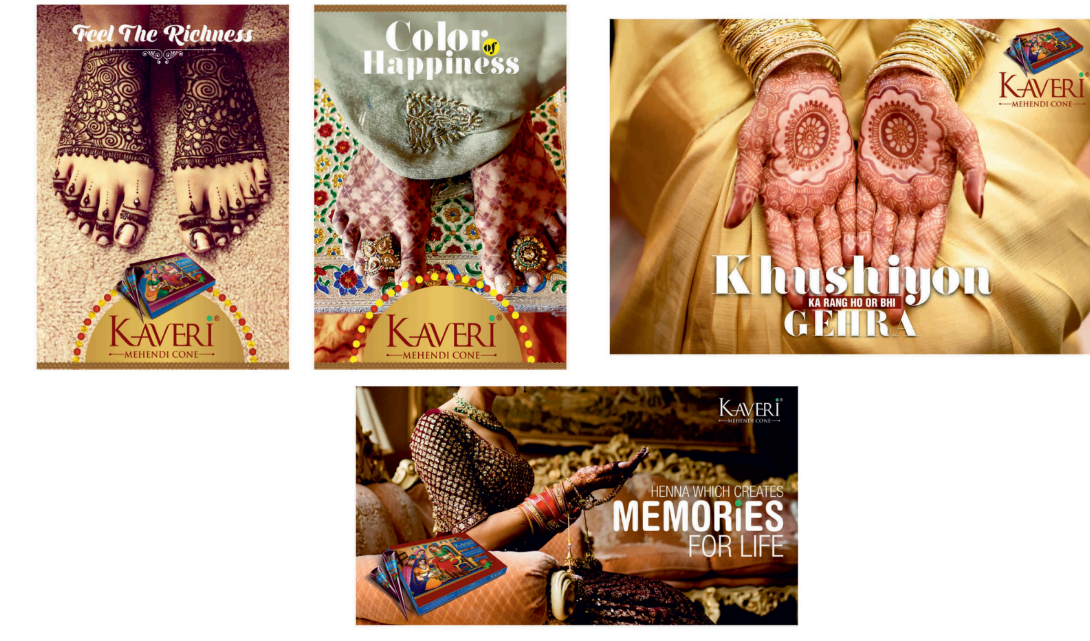 Feel The Richness
KAVERi®
MEHENDI CONE
Color of
Happiness
KAVERi®
MEHENDI CONE
KAVERi®
MEHENDI CONE
Khushiyon
KA RANG HO OR BHI
GEHRA
KAVERi®
MEHENDI CONE
HENNA WHICH CREATES
MEMORiES
FOR LIFE